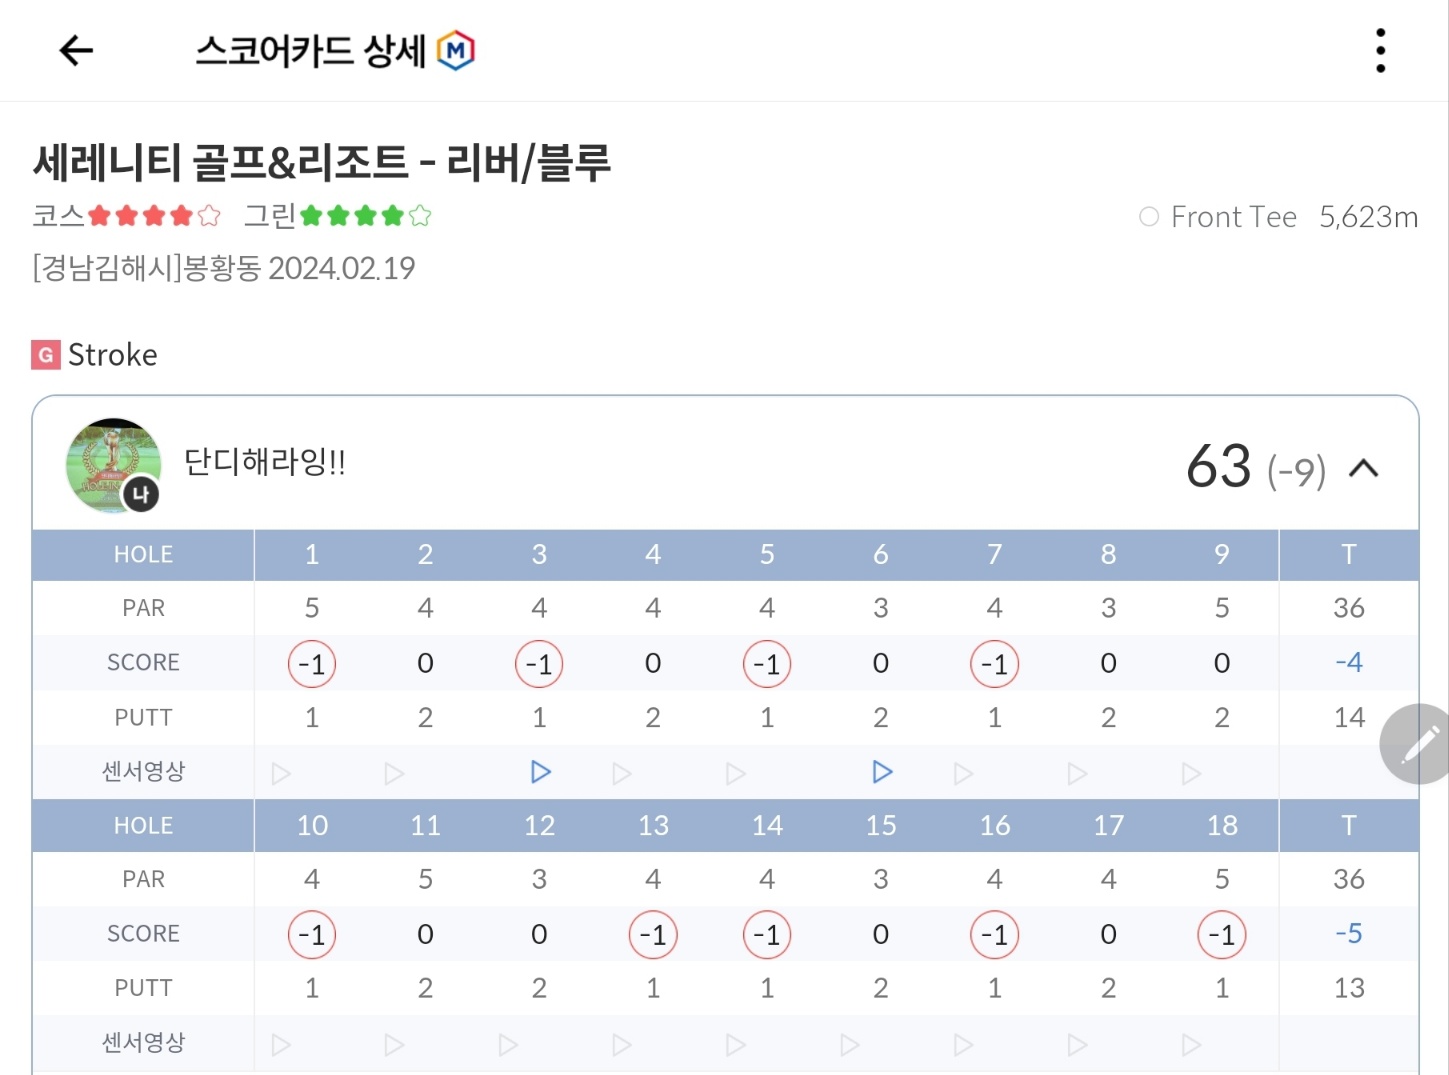 스코어카드 상세 M
세레니티 골프&리조트 - 리버/블루
코스 그린 Front Tee 5,623m
[경남김해시]봉황동 2024.02.19
G Stroke
단디해라잉!! 63 (-9)
나
HOLE 1 2 3 4 5 6 7 8 9 T
PAR 5 4 4 4 4 3 4 3 5 36
SCORE -1 0 -1 0 -1 0 -1 0 0 -4
PUTT 1 2 1 2 1 2 1 2 2 14
센서영상
HOLE 10 11 12 13 14 15 16 17 18 T
PAR 4 5 3 4 4 3 4 4 5 36
SCORE -1 0 0 -1 -1 0 -1 0 -1 -5
PUTT 1 2 2 1 1 2 1 2 1 13
센서영상